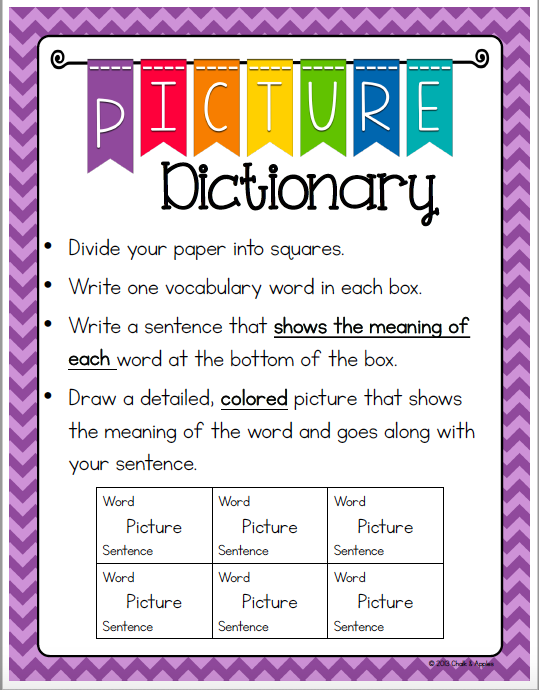 PICTURE
Dictionary
• Divide your paper into squares.
• Write one vocabulary word in each box.
• Write a sentence that shows the meaning of
each word at the bottom of the box.
• Draw a detailed, colored picture that shows
the meaning of the word and goes along with
your sentence.
Word Word Word
Picture Picture Picture
Sentence Sentence Sentence
Word Word Word
Picture Picture Picture
Sentence Sentence Sentence
© 2013 Chalk & Apples